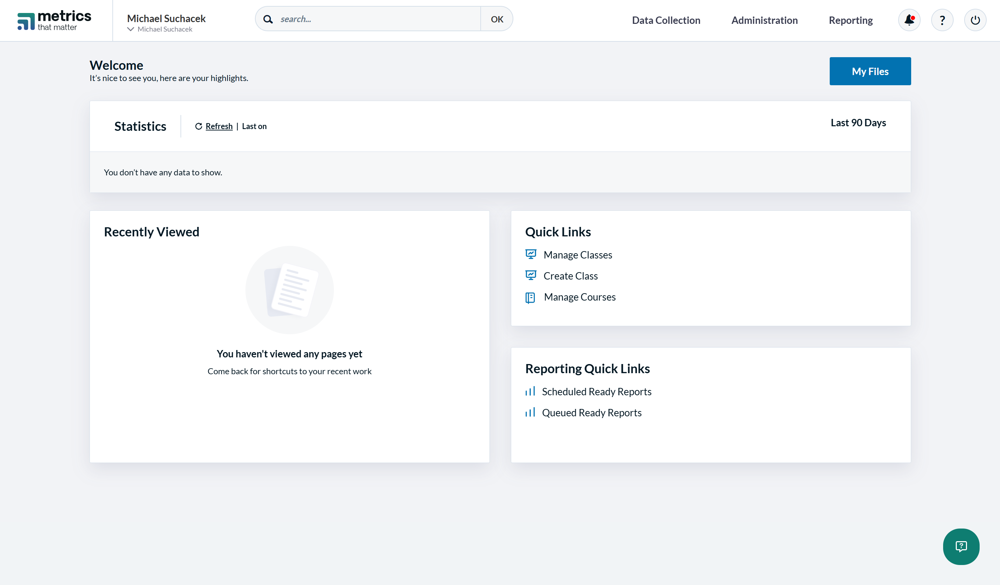 metrics
that matter
Michael Suchacek
Michael Suchacek
search...
OK
Data Collection
Administration
Reporting
?
Welcome
It’s nice to see you, here are your highlights.
My Files
Statistics
Refresh | Last on
Last 90 Days
You don’t have any data to show.
Recently Viewed
You haven't viewed any pages yet
Come back for shortcuts to your recent work
Quick Links
Manage Classes
Create Class
Manage Courses
Reporting Quick Links
Scheduled Ready Reports
Queued Ready Reports
?